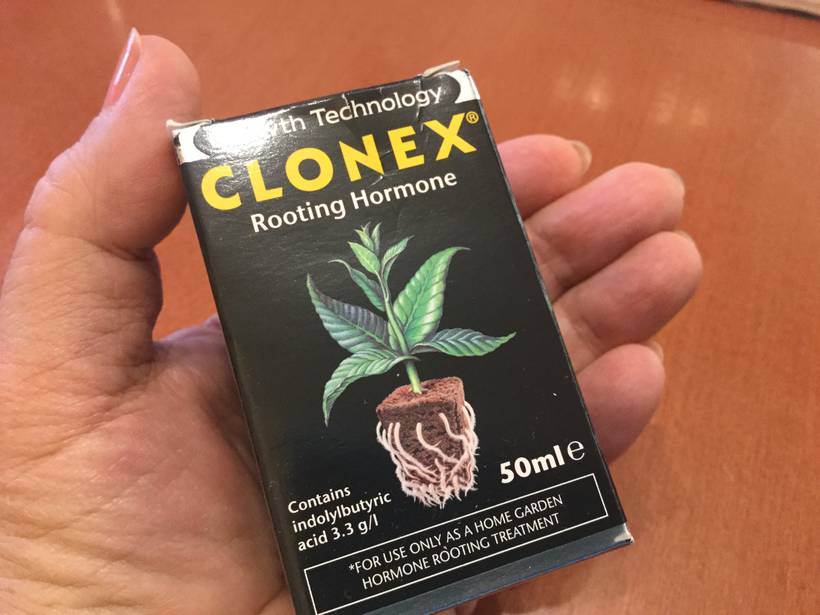 Technology
CLONEX®
Rooting Hormone
50ml e
Contains
indolylbutyric
acid 3.3 g/l
*FOR USE ONLY AS A HOME GARDEN
HORMONE ROOTING TREATMENT